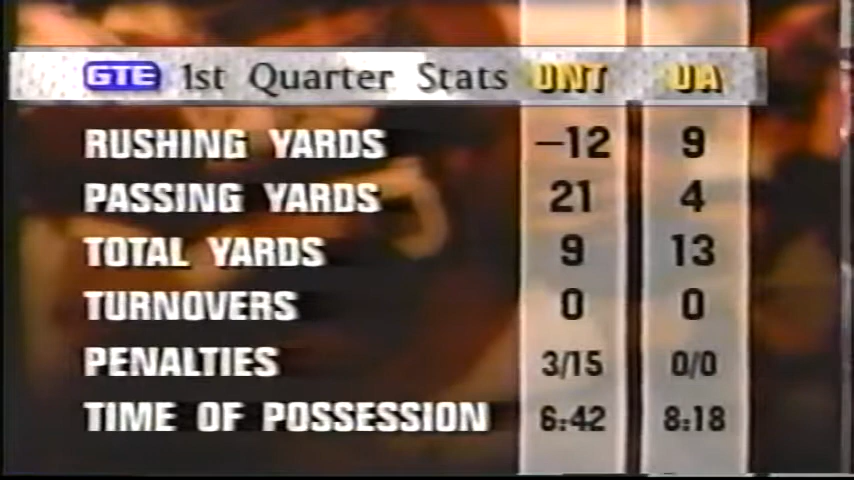 GTE 1st Quarter Stats UNT UA
RUSHING YARDS –12 9
PASSING YARDS 21 4
TOTAL YARDS 9 13
TURNOVERS 0 0
PENALTIES 3/15 0/0
TIME OF POSSESSION 6:42 8:18